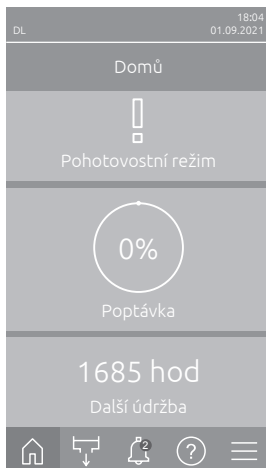 18:04
DL 01.09.2021
Domů
Pohotovostní režim
0%
Poptávka
1685 hod
Další údržba
2
?